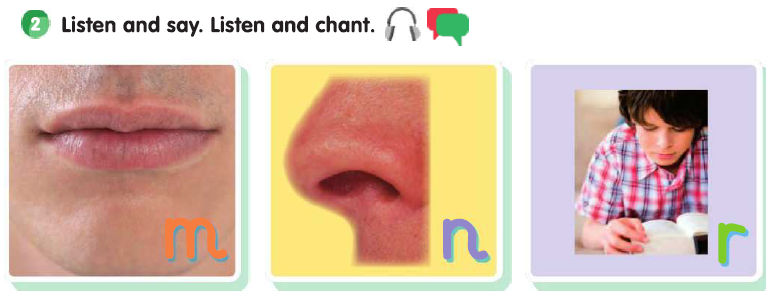 2 Listen and say. Listen and chant.
m n r